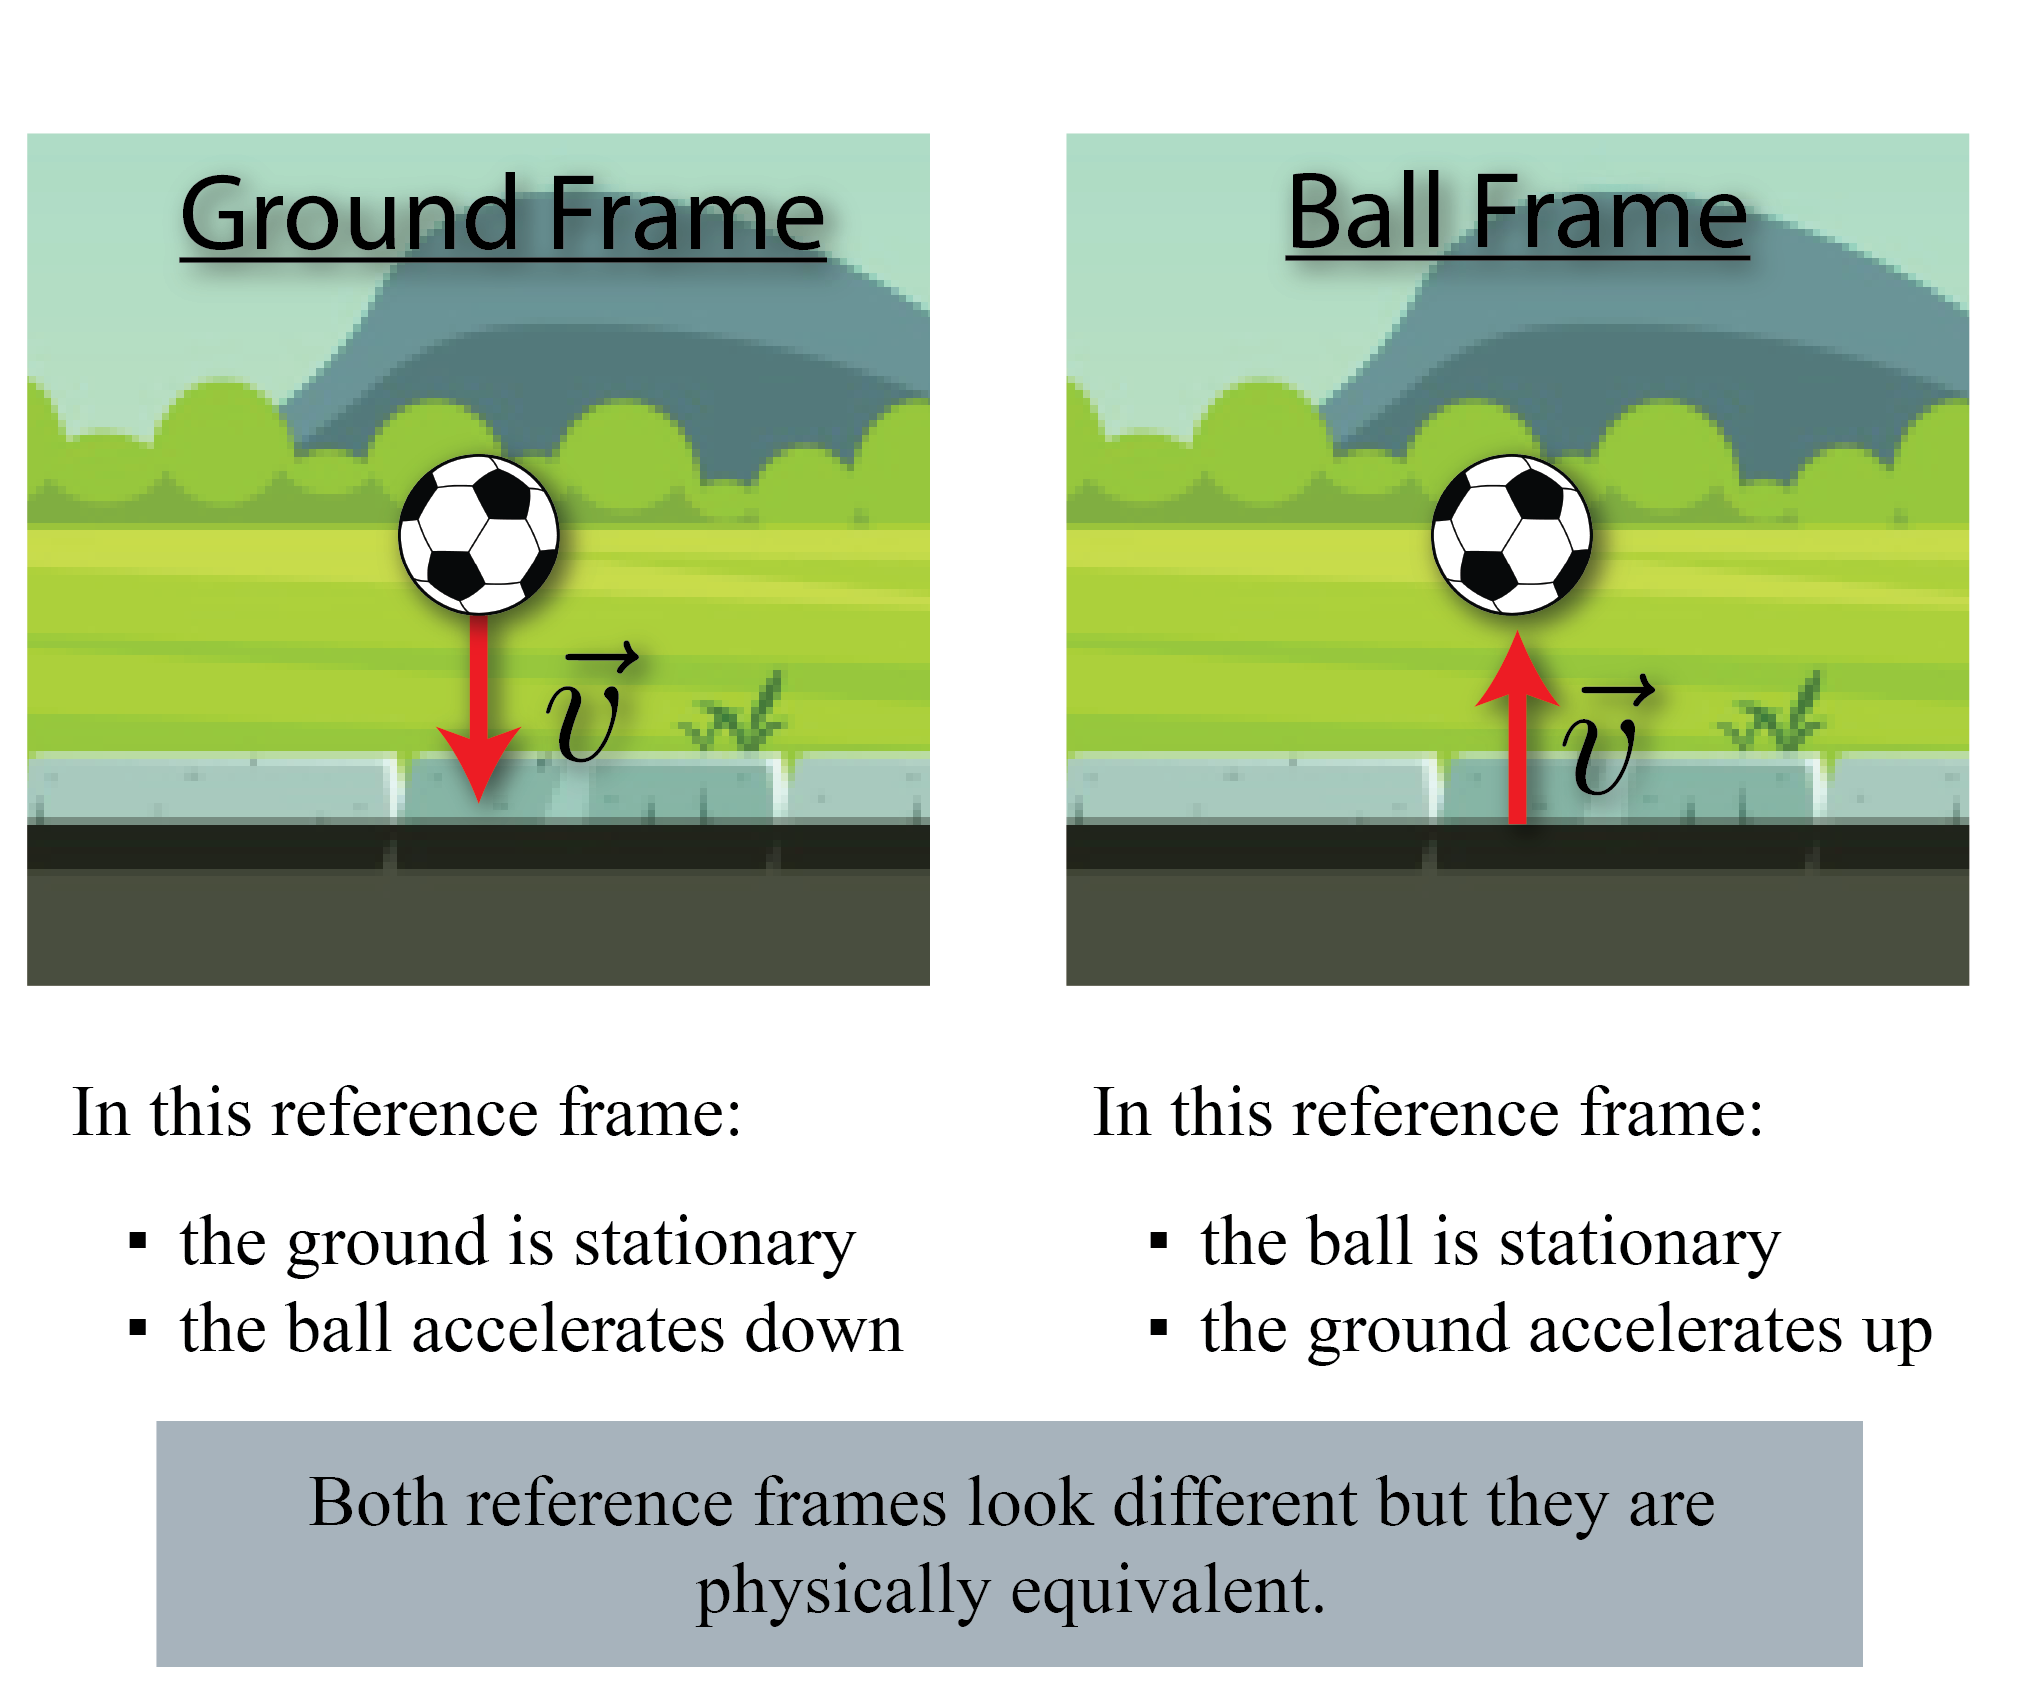 Ground Frame
Ball Frame
v⃗
v⃗
In this reference frame:
▪ the ground is stationary
▪ the ball accelerates down
In this reference frame:
▪ the ball is stationary
▪ the ground accelerates up
Both reference frames look different but they are
physically equivalent.